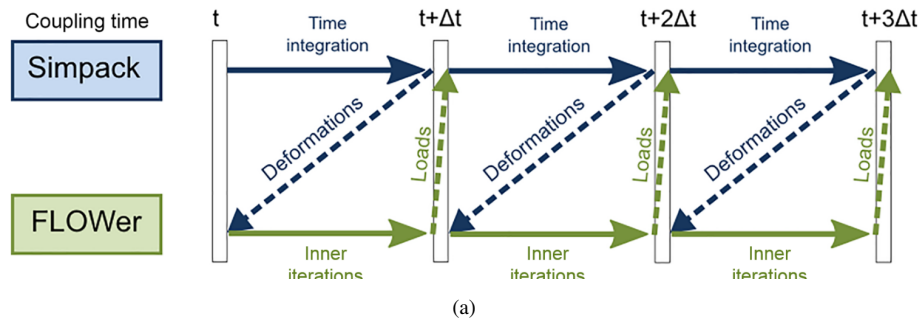 Coupling time
t
t+Δt
t+2Δt
t+3Δt
Simpack
Time
integration
Time
integration
Time
integration
Deformations
Loads
Deformations
Loads
Deformations
Loads
FLOWer
Inner
iterations
Inner
iterations
Inner
iterations
(a)